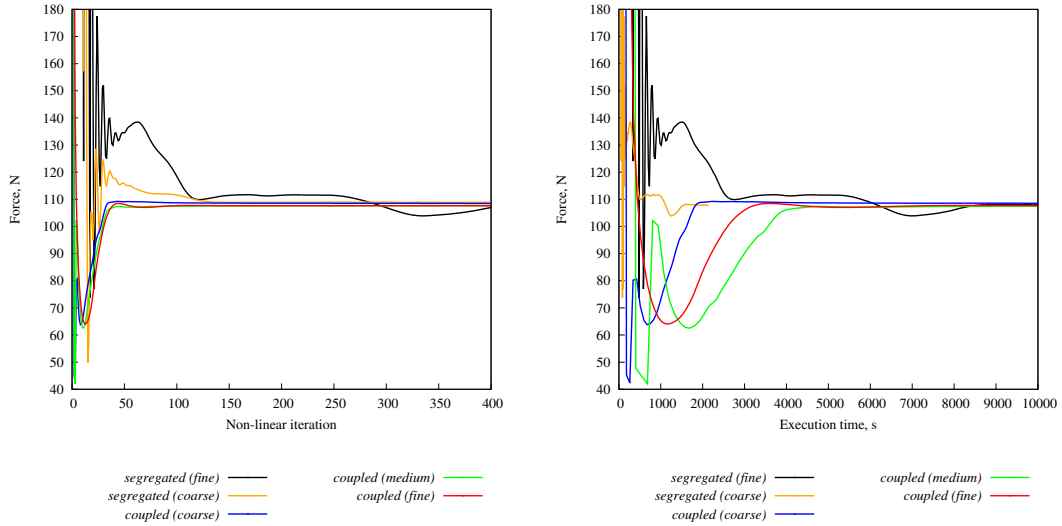 180
170
160
150
140
130
120
110
100
90
80
70
60
50
40
0 50 100 150 200 250 300 350 400
Force, N
Non-linear iteration
segregated (fine)
segregated (coarse)
coupled (coarse)
coupled (medium)
coupled (fine)
180
170
160
150
140
130
120
110
100
90
80
70
60
50
40
0 1000 2000 3000 4000 5000 6000 7000 8000 9000 10000
Force, N
Execution time, s
segregated (fine)
segregated (coarse)
coupled (coarse)
coupled (medium)
coupled (fine)